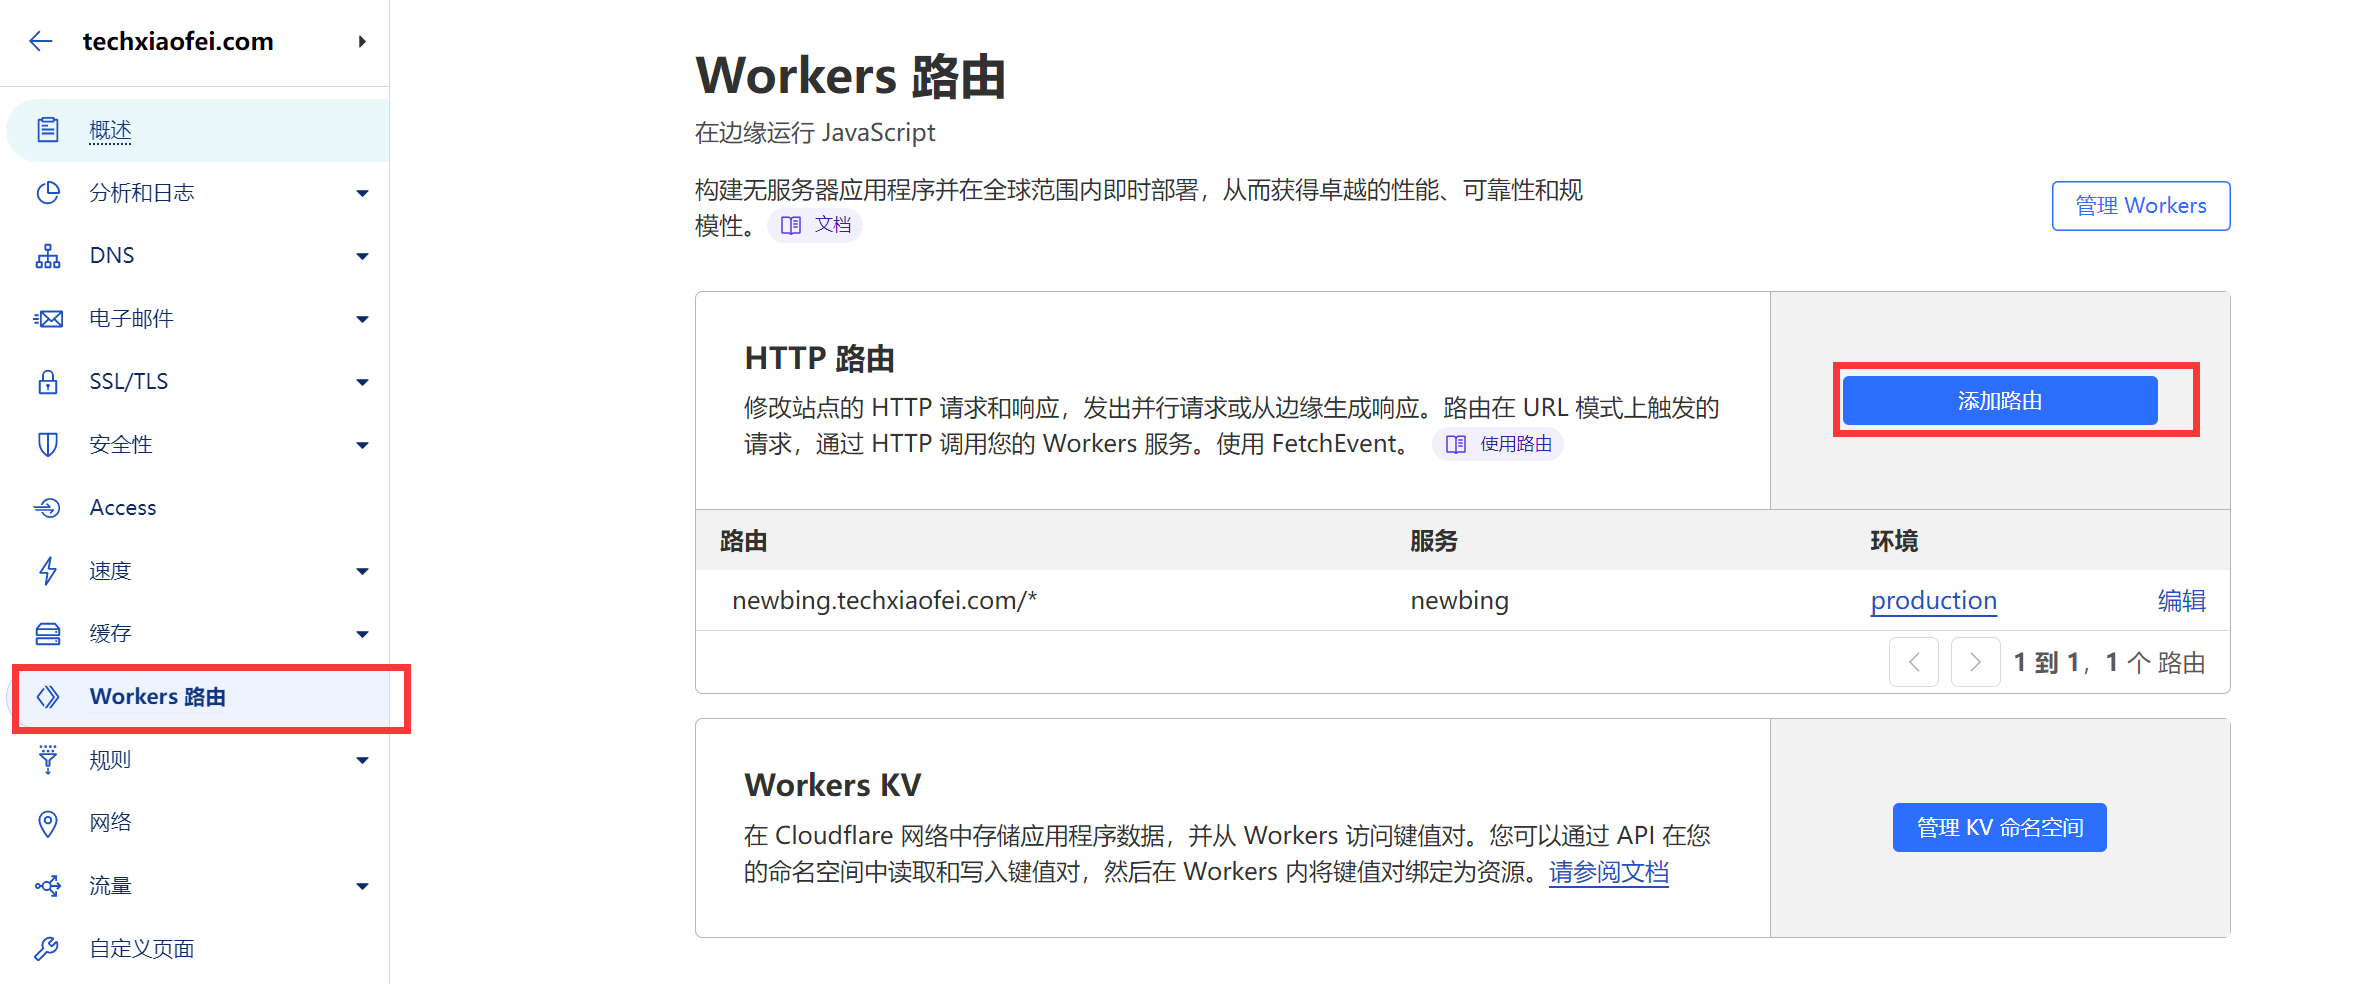 techxiaofei.com
概述
分析和日志
DNS
电子邮件
SSL/TLS
安全性
Access
速度
缓存
Workers 路由
规则
网络
流量
自定义页面
Workers 路由
在边缘运行 JavaScript
构建无服务器应用程序并在全球范围内即时部署，从而获得卓越的性能、可靠性和规
模性。 文档
管理 Workers
HTTP 路由
修改站点的 HTTP 请求和响应，发出并行请求或从边缘生成响应。路由在 URL 模式上触发的
请求，通过 HTTP 调用您的 Workers 服务。使用 FetchEvent。 使用路由
添加路由
路由 服务 环境
newbing.techxiaofei.com/* newbing production 编辑
1 到 1，1 个 路由
Workers KV
在 Cloudflare 网络中存储应用程序数据，并从 Workers 访问键值对。您可以通过 API 在您
的命名空间中读取和写入键值对，然后在 Workers 内将键值对绑定为资源。请参阅文档
管理 KV 命名空间